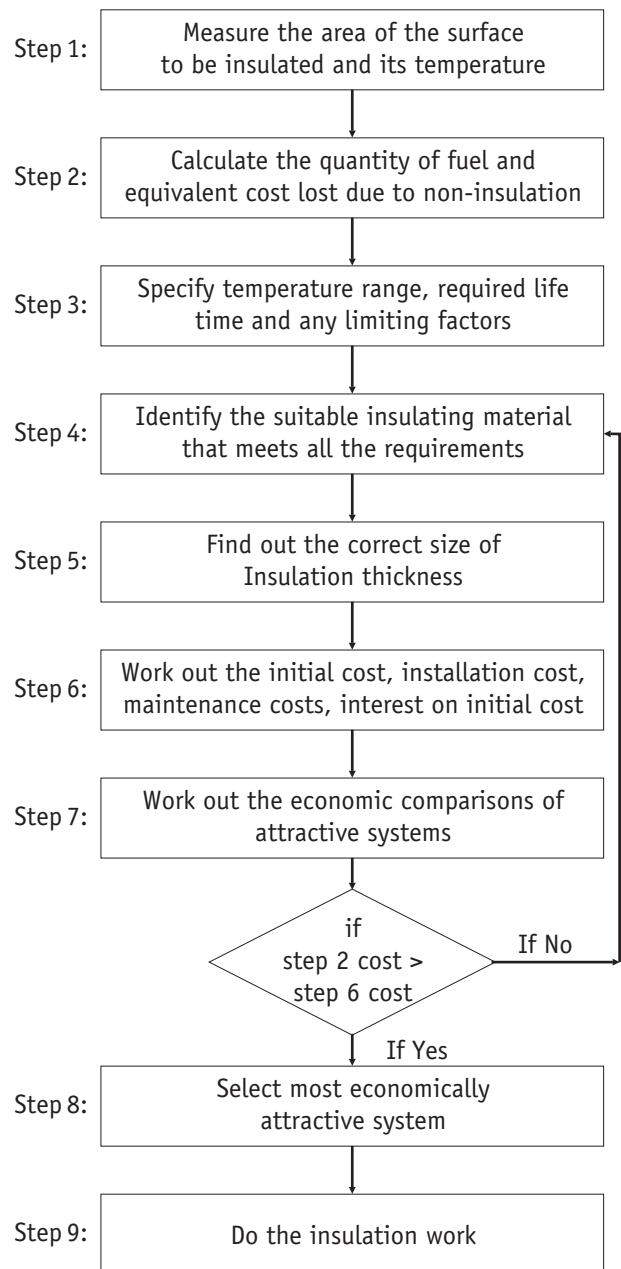 Step 1:
Measure the area of the surface
to be insulated and its temperature
Step 2:
Calculate the quantity of fuel and
equivalent cost lost due to non-insulation
Step 3:
Specify temperature range, required life
time and any limiting factors
Step 4:
Identify the suitable insulating material
that meets all the requirements
Step 5:
Find out the correct size of
Insulation thickness
Step 6:
Work out the initial cost, installation cost,
maintenance costs, interest on initial cost
Step 7:
Work out the economic comparisons of
attractive systems
if
step 2 cost >
step 6 cost
If No
If Yes
Step 8:
Select most economically
attractive system
Step 9:
Do the insulation work